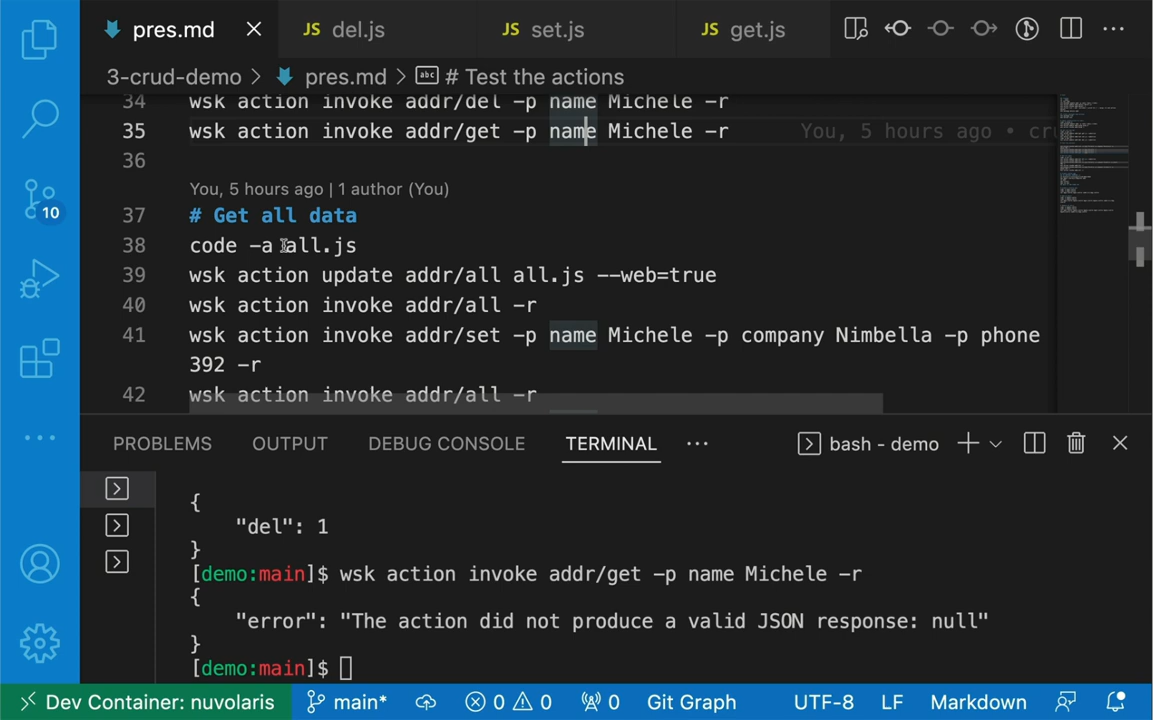 pres.md
JS del.js
JS set.js
JS get.js
3-crud-demo > pres.md > abc # Test the actions
34 wsk action invoke addr/del -p name Michele -r
35 wsk action invoke addr/get -p name Michele -r You, 5 hours ago • cru
36
You, 5 hours ago | 1 author (You)
37 # Get all data
38 code -a all.js
39 wsk action update addr/all all.js --web=true
40 wsk action invoke addr/all -r
41 wsk action invoke addr/set -p name Michele -p company Nimbella -p phone
392 -r
42 wsk action invoke addr/all -r
10
PROBLEMS OUTPUT DEBUG CONSOLE TERMINAL ··· bash - demo
{
"del": 1
}
[demo:main]$ wsk action invoke addr/get -p name Michele -r
{
"error": "The action did not produce a valid JSON response: null"
}
[demo:main]$
Dev Container: nuvolaris main* 0 0 0 Git Graph UTF-8 LF Markdown